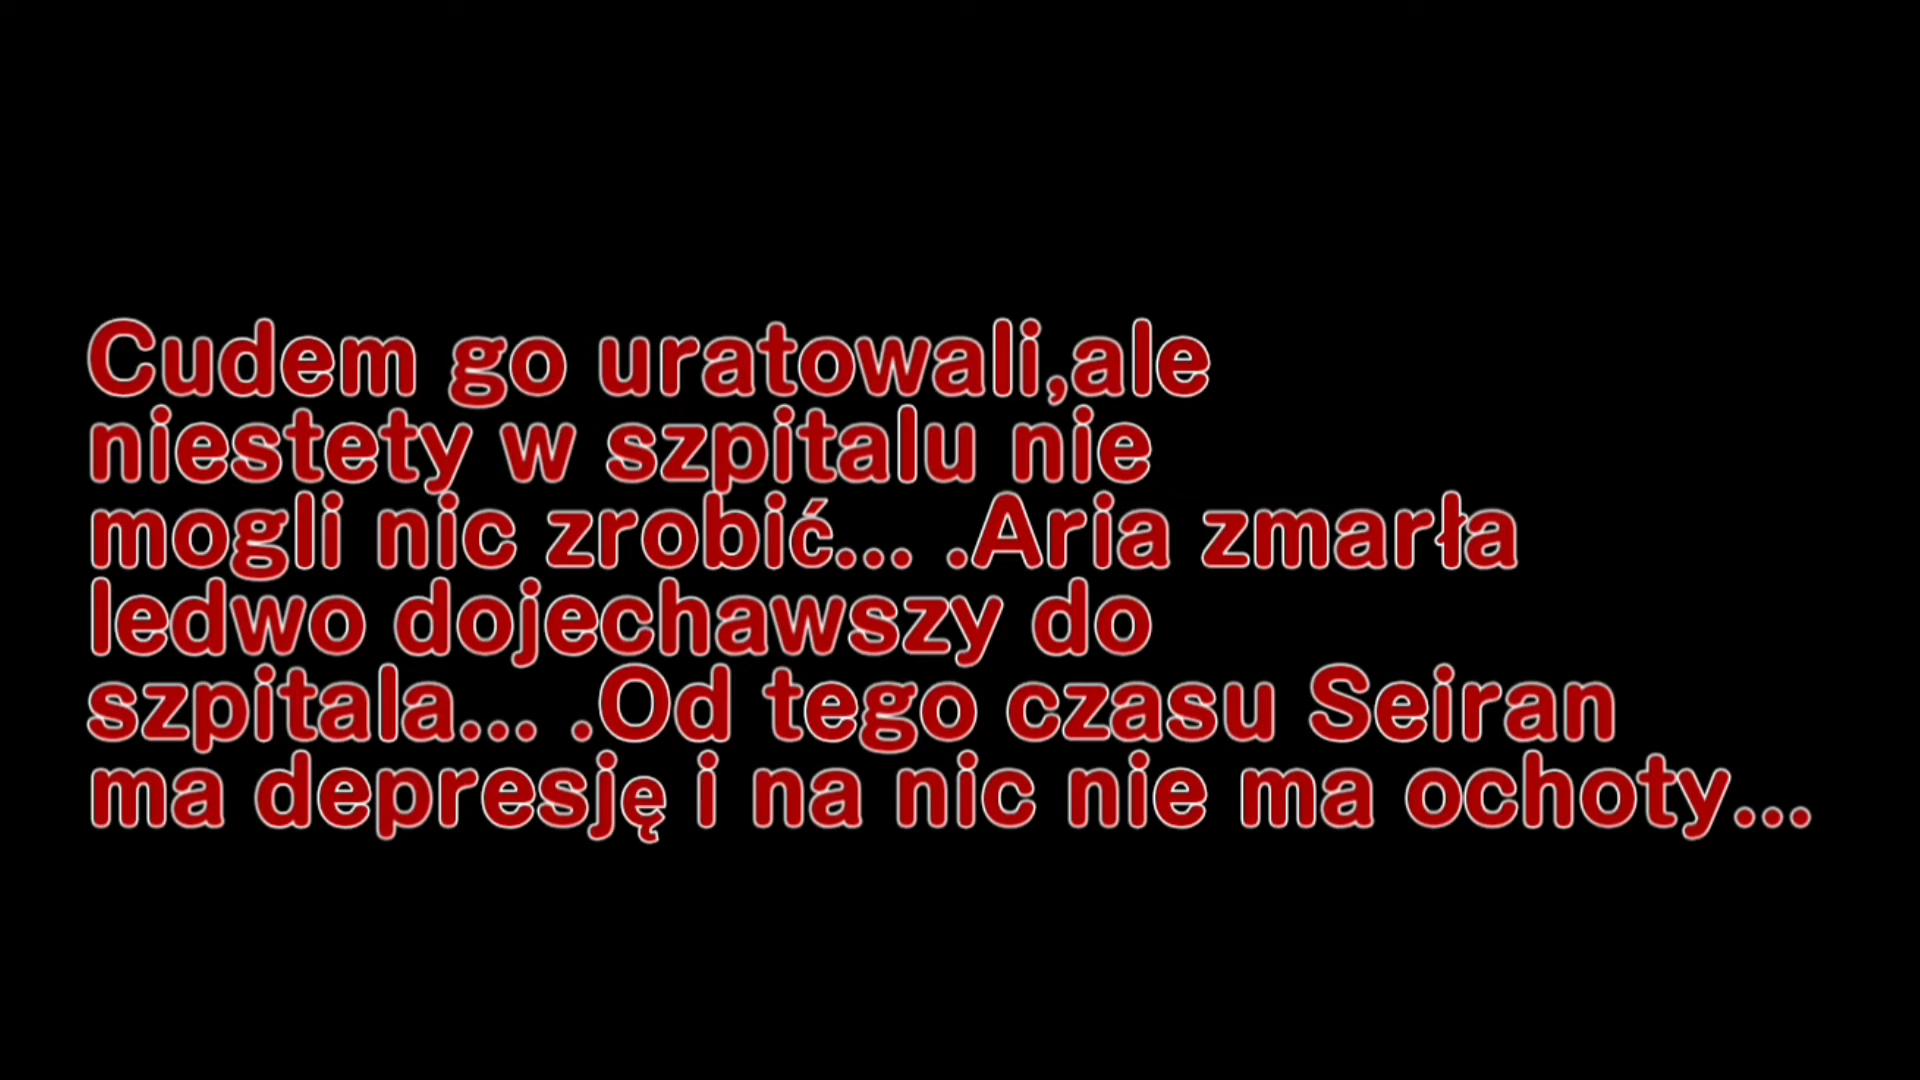 Cudem go uratowali,ale
niestety w szpitalu nie
mogli nic zrobić... .Aria zmarła
ledwo dojechawszy do
szpitala... .Od tego czasu Seiran
ma depresję i na nic nie ma ochoty...